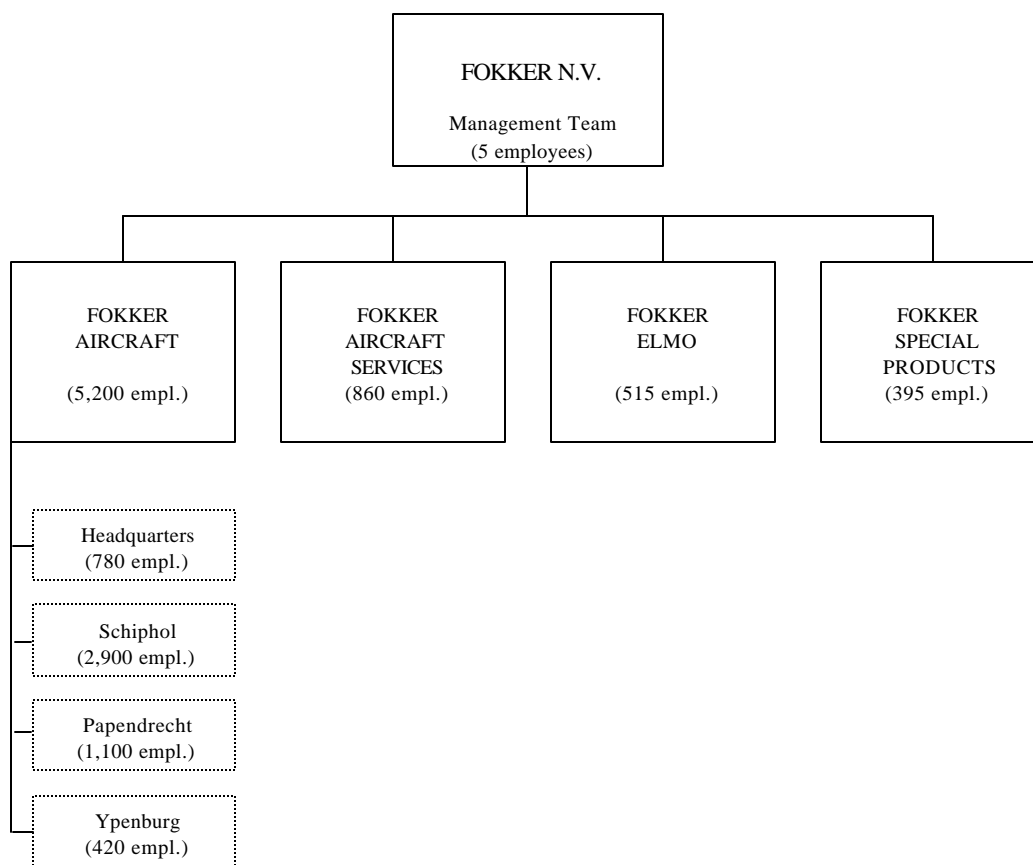 FOKKER N.V.
Management Team
(5 employees)
FOKKER
AIRCRAFT
(5,200 empl.)
FOKKER
AIRCRAFT
SERVICES
(860 empl.)
FOKKER
ELMO
(515 empl.)
FOKKER
SPECIAL
PRODUCTS
(395 empl.)
Headquarters
(780 empl.)
Schiphol
(2,900 empl.)
Papendrecht
(1,100 empl.)
Ypenburg
(420 empl.)